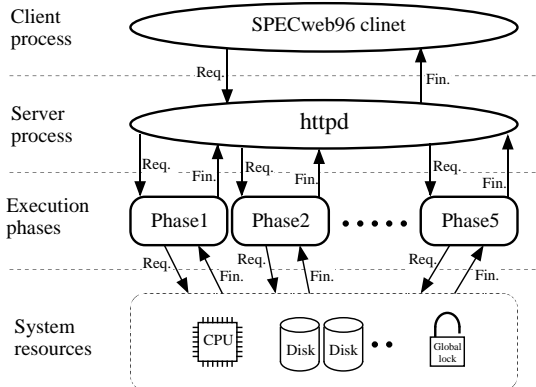 Client process
SPECweb96 clinet
Req.
Fin.
Server process
httpd
Req.
Fin.
Req.
Fin.
Req.
Fin.
Execution phases
Phase1
Phase2
Phase5
Req.
Fin.
Req.
Fin.
Req.
Fin.
System resources
CPU
Disk
Disk
Global
lock